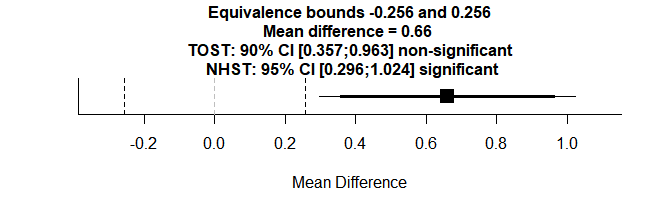 Equivalence bounds -0.256 and 0.256
Mean difference = 0.66
TOST: 90% CI [0.357;0.963] non-significant
NHST: 95% CI [0.296;1.024] significant
-0.2 0.0 0.2 0.4 0.6 0.8 1.0
Mean Difference